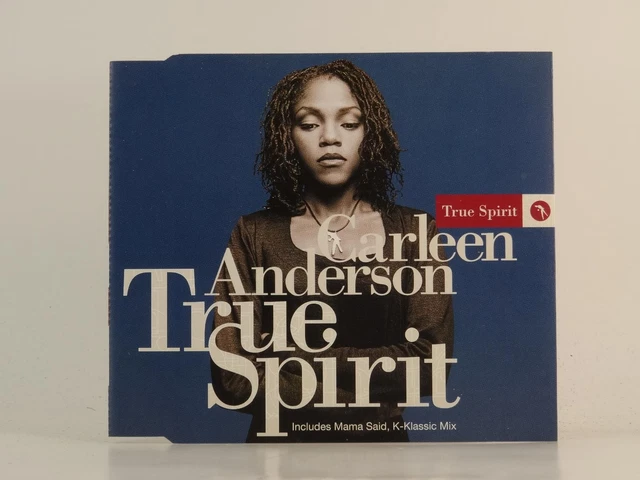 True Spirit
Carleen
Anderson
True
Spirit
Includes Mama Said, K-Klassic Mix